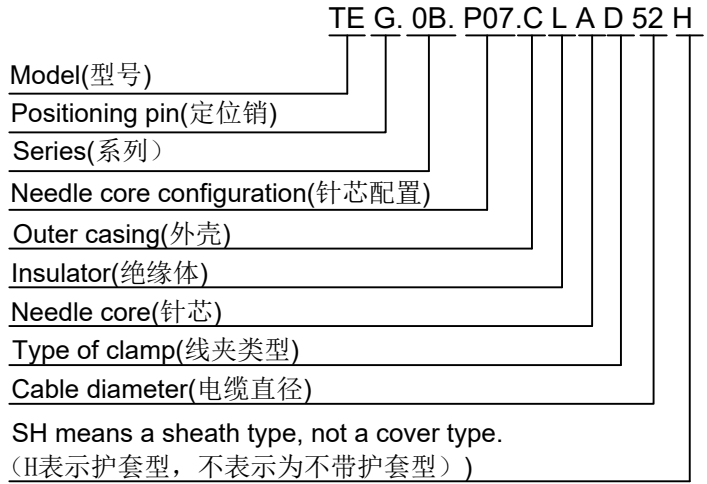 TE G. 0B. P07.C L A D 52 H
Model(型号)
Positioning pin(定位销)
Series(系列）
Needle core configuration(针芯配置)
Outer casing(外壳)
Insulator(绝缘体)
Needle core(针芯)
Type of clamp(线夹类型)
Cable diameter(电缆直径)
SH means a sheath type, not a cover type.
（H表示护套型，不表示为不带护套型）)